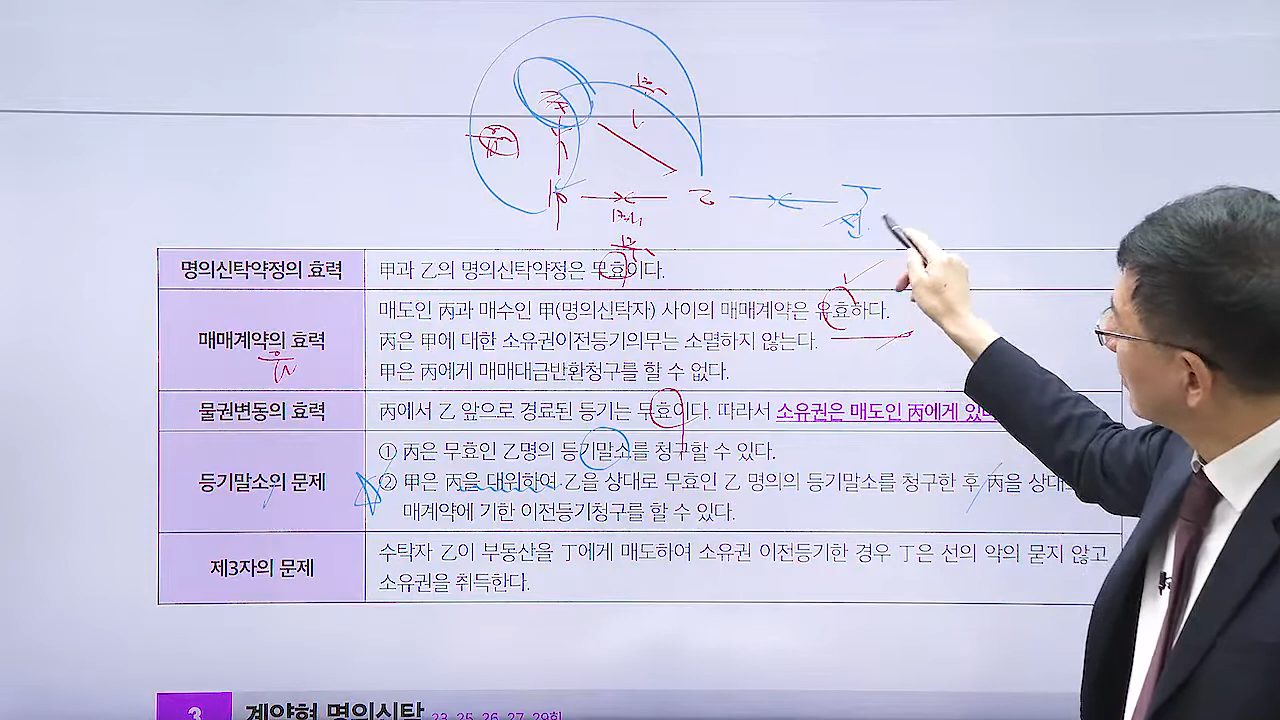 乙
丁
명의신탁약정의 효력
甲과 乙의 명의신탁약정은 무효이다.
매매계약의 효력
매도인 丙과 매수인 甲(명의신탁자) 사이의 매매계약은 유효하다.
丙은 甲에 대한 소유권이전등기의무는 소멸하지 않는다.
甲은 丙에게 매매대금반환청구를 할 수 없다.
물권변동의 효력
丙에서 乙 앞으로 경료된 등기는 무효이다. 따라서 소유권은 매도인 丙에게 있
등기말소의 문제
① 丙은 무효인 乙명의 등기말소를 청구할 수 있다.
② 甲은 丙을 대위하여 乙을 상대로 무효인 乙 명의의 등기말소를 청구한 후 丙을 상대
매계약에 기한 이전등기청구를 할 수 있다.
제3자의 문제
수탁자 乙이 부동산을 丁에게 매도하여 소유권 이전등기한 경우 丁은 선의 악의 묻지 않고
소유권을 취득한다.
3 계약형 명의신탁 23, 25, 26, 27, 29회